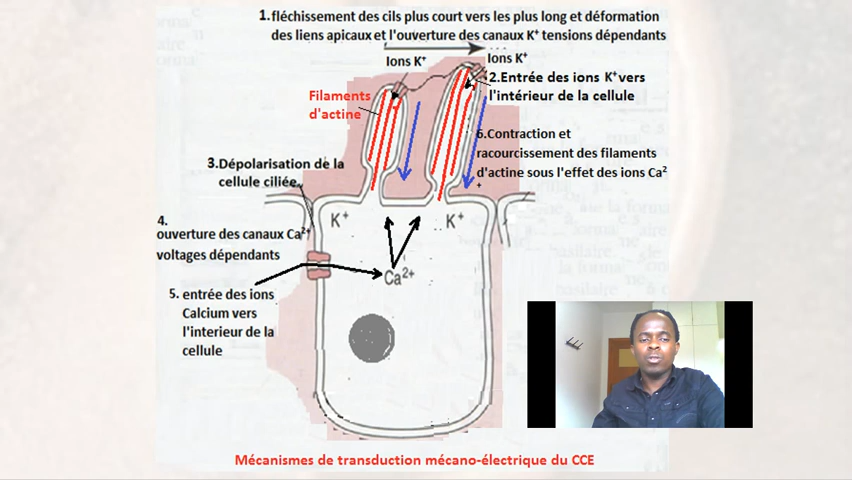 1.fléchissement des cils plus court vers les plus long et déformation
des liens apicaux et l'ouverture des canaux K⁺ tensions dépendants
Ions K⁺
Ions K⁺
2.Entrée des ions K⁺vers
l'intérieur de la cellule
Filaments
d'actine
6.Contraction et
racourcissement des filaments
d'actine sous l'effet des ions Ca²
⁺
3.Dépolarisation de la
cellule ciliée
K⁺
K⁺
4.
ouverture des canaux Ca²⁺
voltages dépendants
Ca²⁺
5. entrée des ions
Calcium vers
l'interieur de la
cellule
Mécanismes de transduction mécano-électrique du CCE